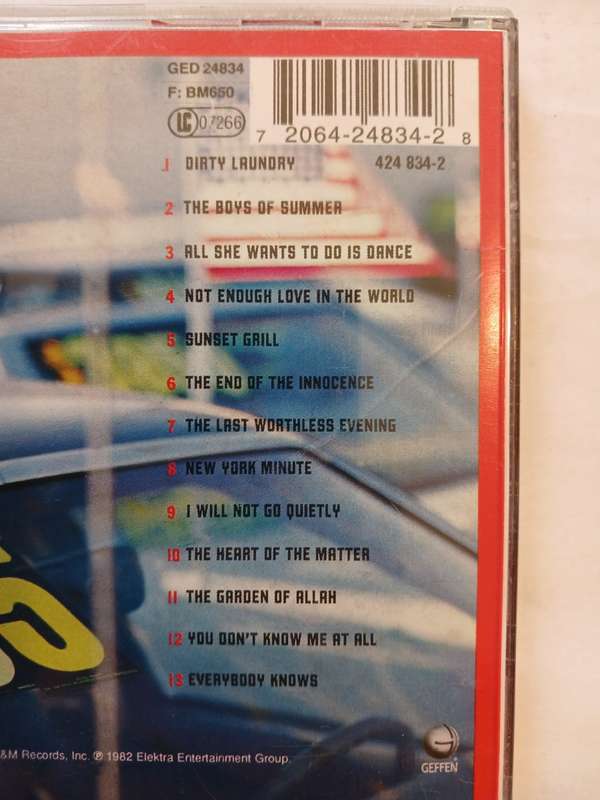 GED 24834
F: BM650
LC 07266
7 2064-24834-2 8
1 DIRTY LAUNDRY 424 834-2
2 THE BOYS OF SUMMER
3 ALL SHE WANTS TO DO IS DANCE
4 NOT ENOUGH LOVE IN THE WORLD
5 SUNSET GRILL
6 THE END OF THE INNOCENCE
7 THE LAST WORTHLESS EVENING
8 NEW YORK MINUTE
9 I WILL NOT GO QUIETLY
10 THE HEART OF THE MATTER
11 THE GARDEN OF ALLAH
12 YOU DON'T KNOW ME AT ALL
13 EVERYBODY KNOWS
&M Records, Inc. ℗ 1982 Elektra Entertainment Group.
GEFFEN